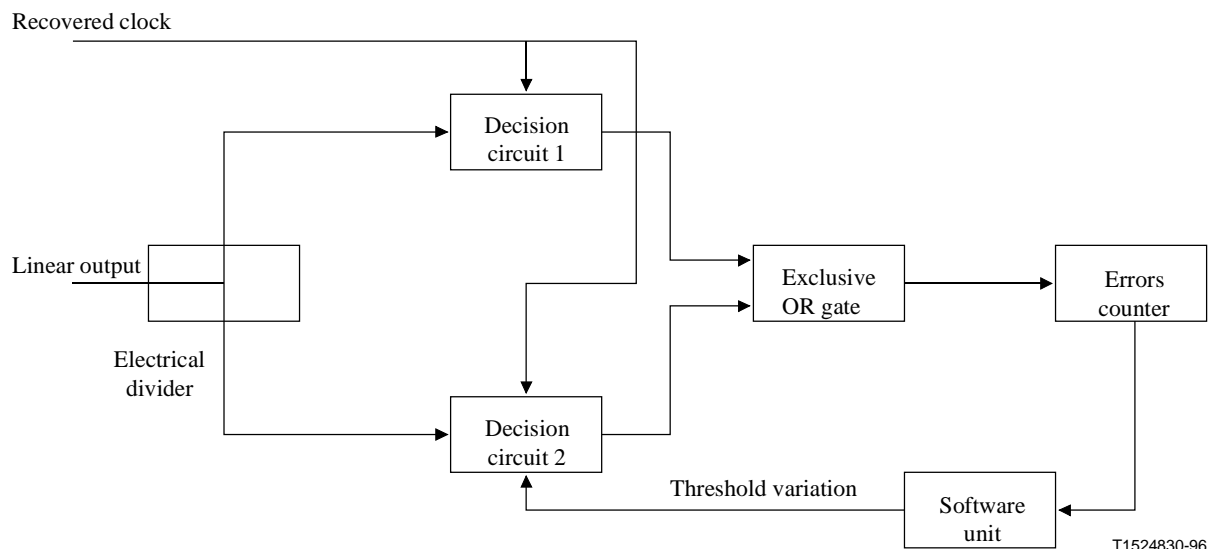 Recovered clock
Decision
circuit 1
Linear output
Exclusive
OR gate
Errors
counter
Electrical
divider
Decision
circuit 2
Threshold variation
Software
unit
T1524830-96